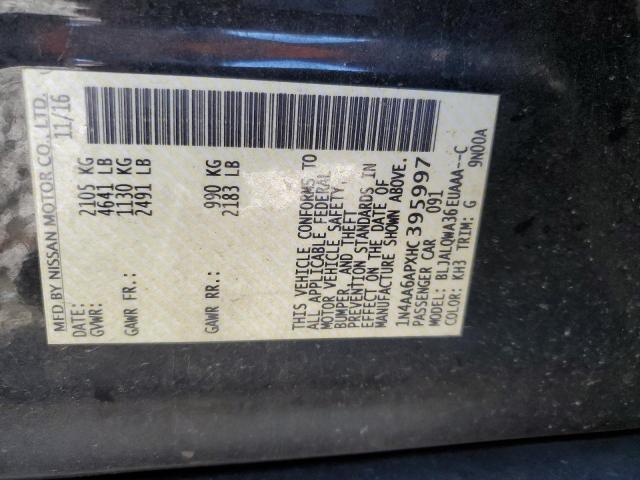 MFD BY NISSAN MOTOR CO., LTD.
DATE: 11/16
GVWR: 2105 KG
4641 LB
GAWR FR.: 1130 KG
2491 LB
GAWR RR.: 990 KG
2183 LB
THIS VEHICLE CONFORMS TO
ALL APPLICABLE FEDERAL
MOTOR VEHICLE SAFETY,
BUMPER, AND THEFT
PREVENTION STANDARDS IN
EFFECT ON THE DATE OF
MANUFACTURE SHOWN ABOVE.
1N4AA6APXHC395997
PASSENGER CAR 091
MODEL: BLJALQWA36EUAAA--C
COLOR: KH3 TRIM: G 9N00A